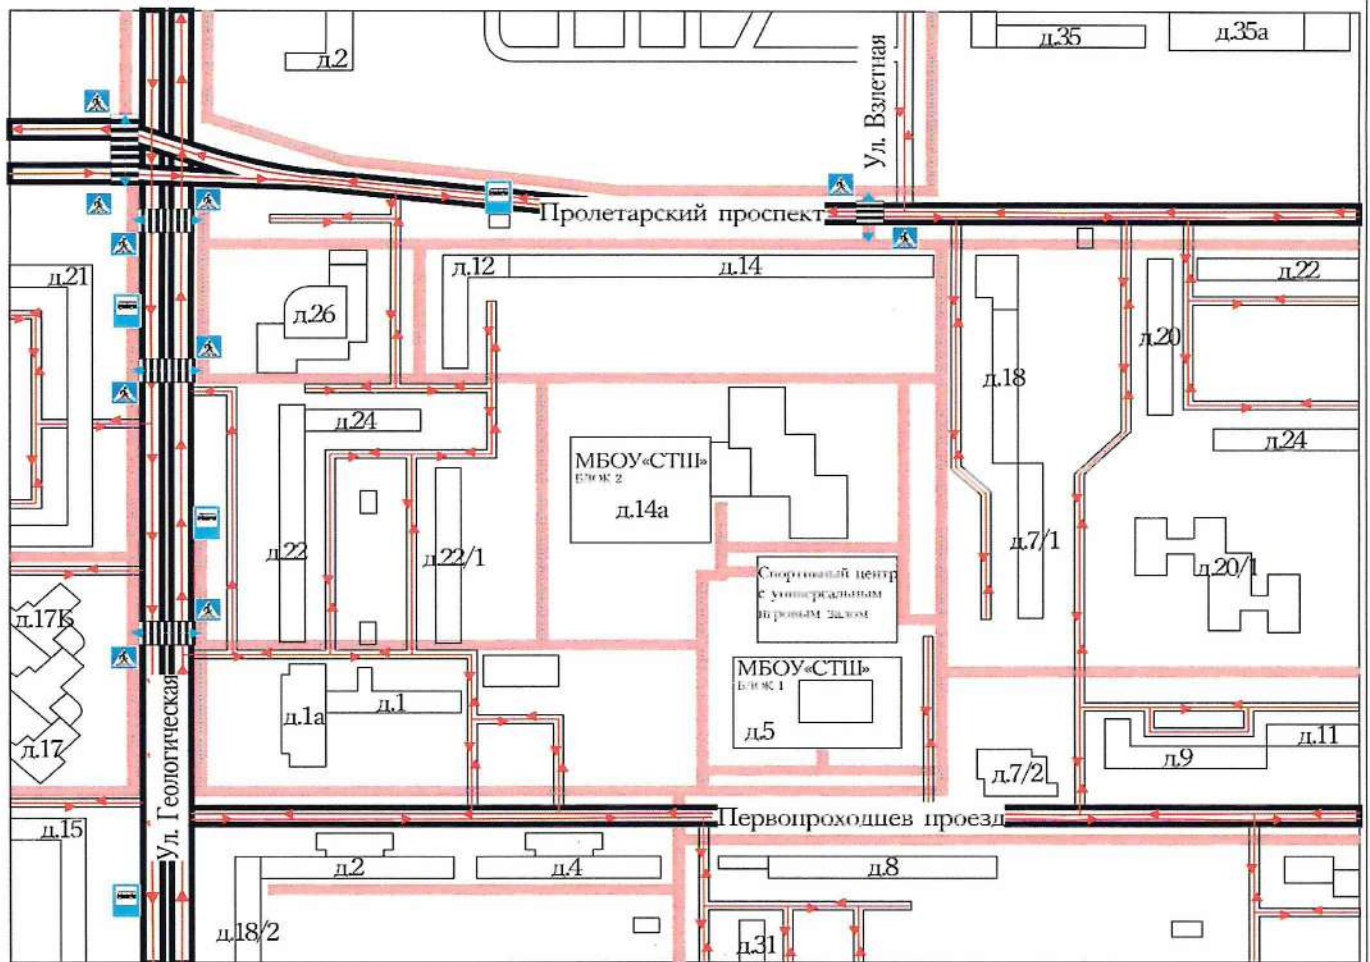 д.2
д.35
д.35а
Ул. Взлетная
Пролетарский проспект
д.21
д.12
д.14
д.22
д.26
д.20
д.18
д.24
д.24
МБОУ«СТШ»
БЛОК 2
д.14а
д.22
д.22/1
д.7/1
д.20/1
Спортивный центр
с универсальным
игровым залом
д.17Б
МБОУ«СТШ»
БЛОК 1
д.1а
д.1
д.5
д.17
д.7/2
д.9
д.11
Ул. Геологическая
Первопроходцев проезд
д.15
д.2
д.4
д.8
д.18/2
д.31